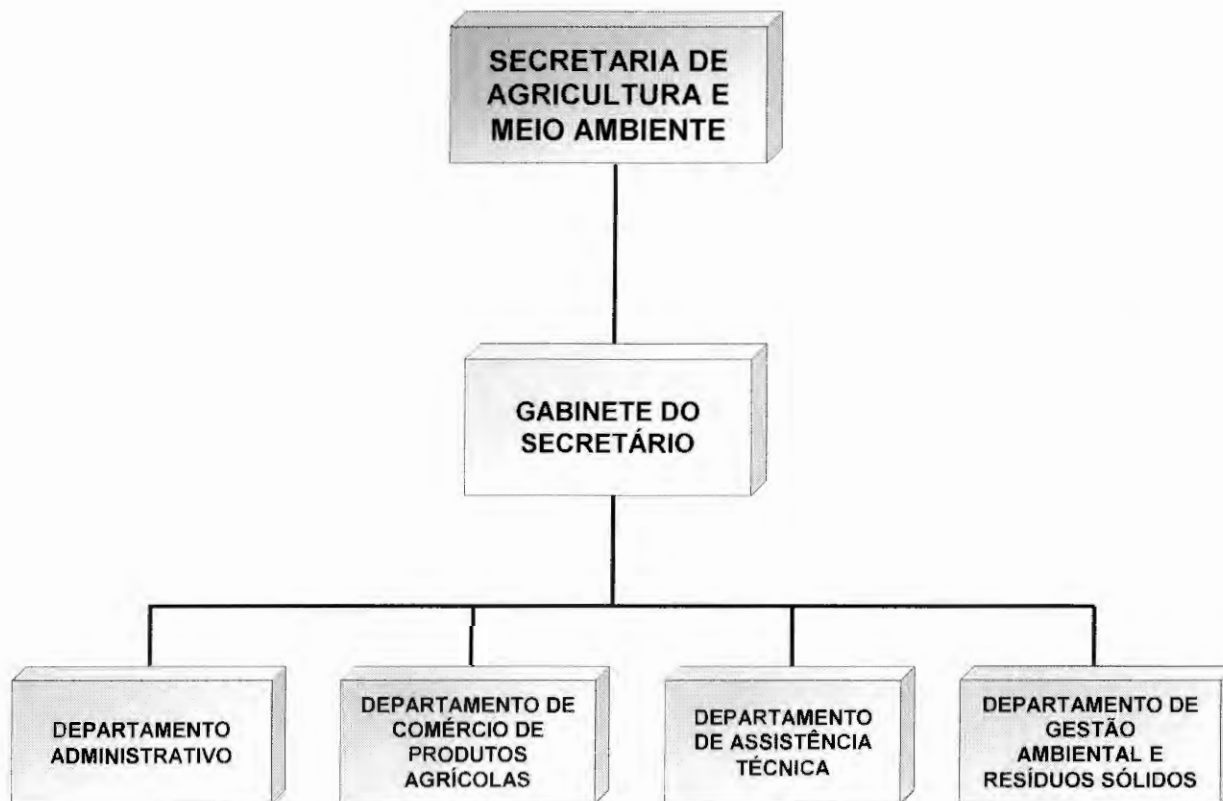 SECRETARIA DE
AGRICULTURA E
MEIO AMBIENTE
GABINETE DO
SECRETÁRIO
DEPARTAMENTO
ADMINISTRATIVO
DEPARTAMENTO DE
COMÉRCIO DE
PRODUTOS
AGRÍCOLAS
DEPARTAMENTO
DE ASSISTÊNCIA
TÉCNICA
DEPARTAMENTO DE
GESTÃO
AMBIENTAL E
RESÍDUOS SÓLIDOS